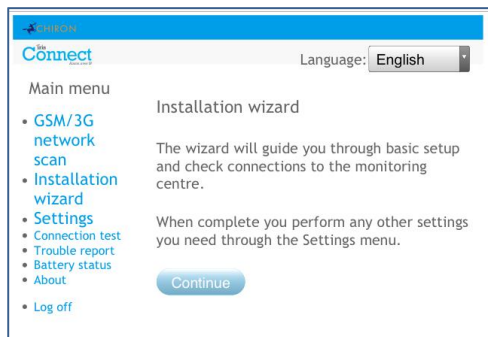 CHIRON
Connect
Language: English
Main menu
GSM/3G
network
scan
Installation
wizard
Settings
Connection test
Trouble report
Battery status
About
Log off
Installation wizard
The wizard will guide you through basic setup
and check connections to the monitoring
centre.
When complete you perform any other settings
you need through the Settings menu.
Continue